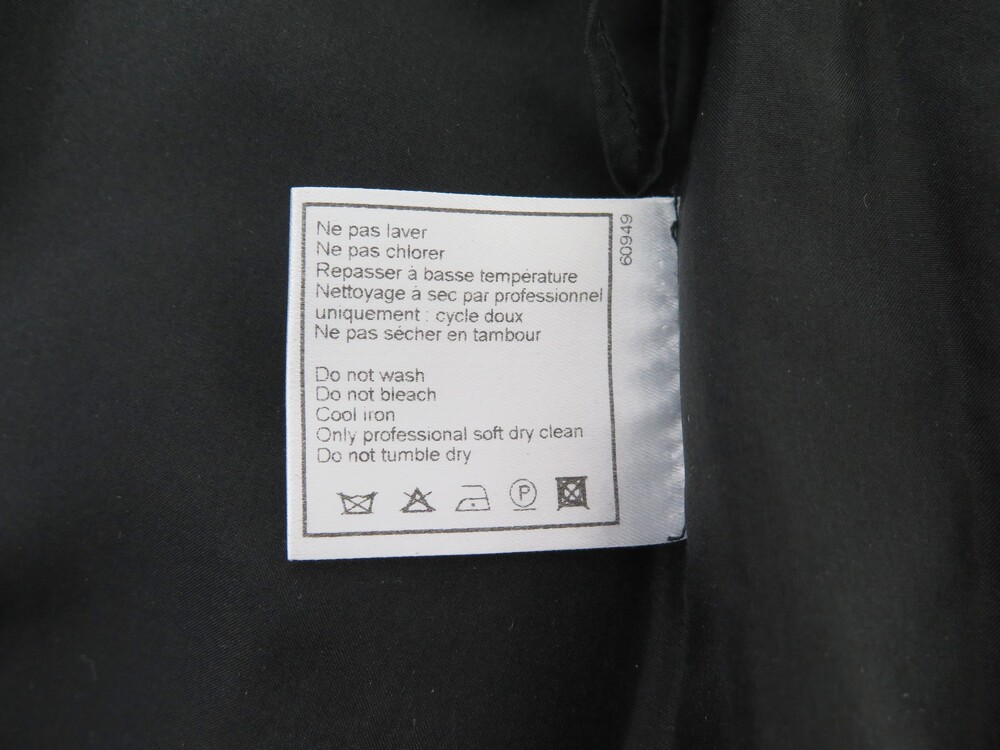 Ne pas laver
Ne pas chlorer
Repasser à basse température
Nettoyage à sec par professionnel
uniquement : cycle doux
Ne pas sécher en tambour
Do not wash
Do not bleach
Cool iron
Only professional soft dry clean
Do not tumble dry
P
60949